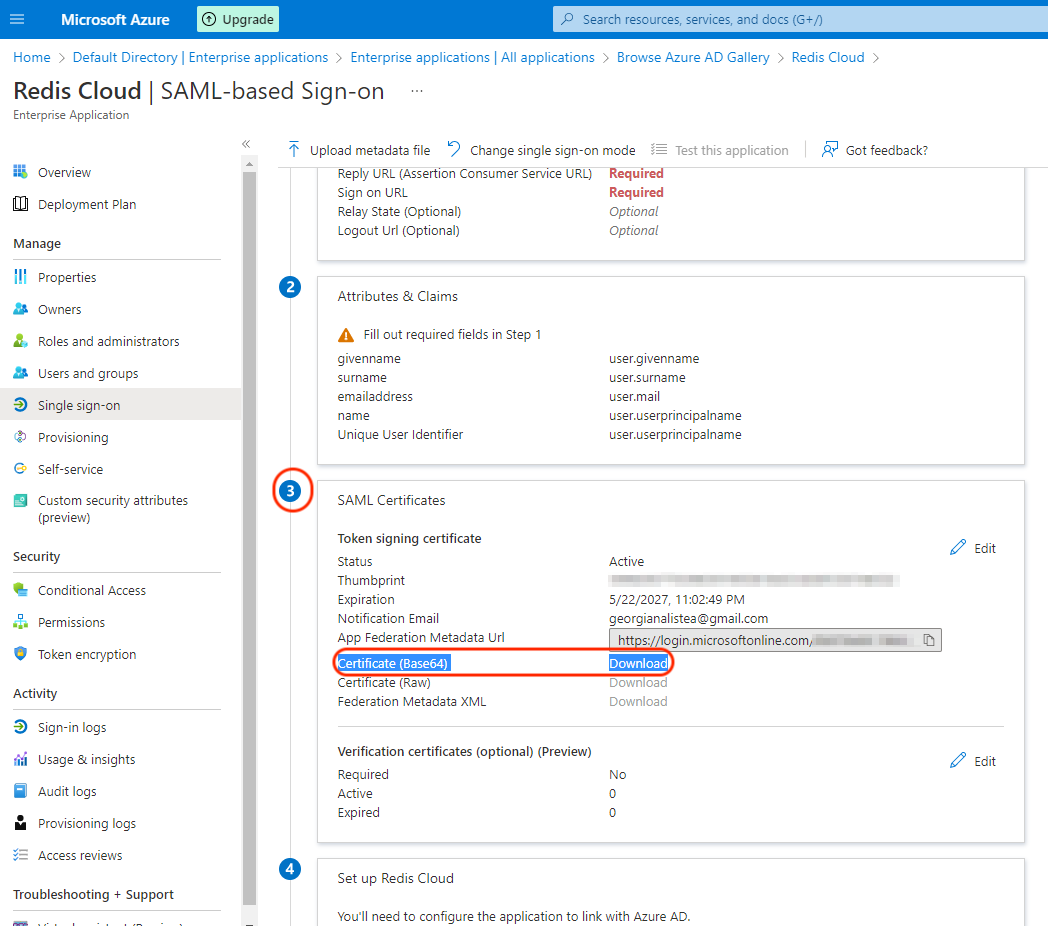 Microsoft Azure
Upgrade
Search resources, services, and docs (G+/)
Home > Default Directory | Enterprise applications > Enterprise applications | All applications > Browse Azure AD Gallery > Redis Cloud >
Redis Cloud | SAML-based Sign-on ...
Enterprise Application
«
Overview
Deployment Plan
Manage
Properties
Owners
Roles and administrators
Users and groups
Single sign-on
Provisioning
Self-service
Custom security attributes
(preview)
Security
Conditional Access
Permissions
Token encryption
Activity
Sign-in logs
Usage & insights
Audit logs
Provisioning logs
Access reviews
Troubleshooting + Support
Upload metadata file Change single sign-on mode Test this application Got feedback?
Reply URL (Assertion Consumer Service URL) Required
Sign on URL Required
Relay State (Optional) Optional
Logout Url (Optional) Optional
2
Attributes & Claims
Fill out required fields in Step 1
givenname user.givenname
surname user.surname
emailaddress user.mail
name user.userprincipalname
Unique User Identifier user.userprincipalname
3
SAML Certificates
Token signing certificate
Edit
Status Active
Thumbprint
Expiration 5/22/2027, 11:02:49 PM
Notification Email georgianalistea@gmail.com
App Federation Metadata Url https://login.microsoftonline.com/
Certificate (Base64) Download
Certificate (Raw) Download
Federation Metadata XML Download
Verification certificates (optional) (Preview)
Edit
Required No
Active 0
Expired 0
4
Set up Redis Cloud
You'll need to configure the application to link with Azure AD.